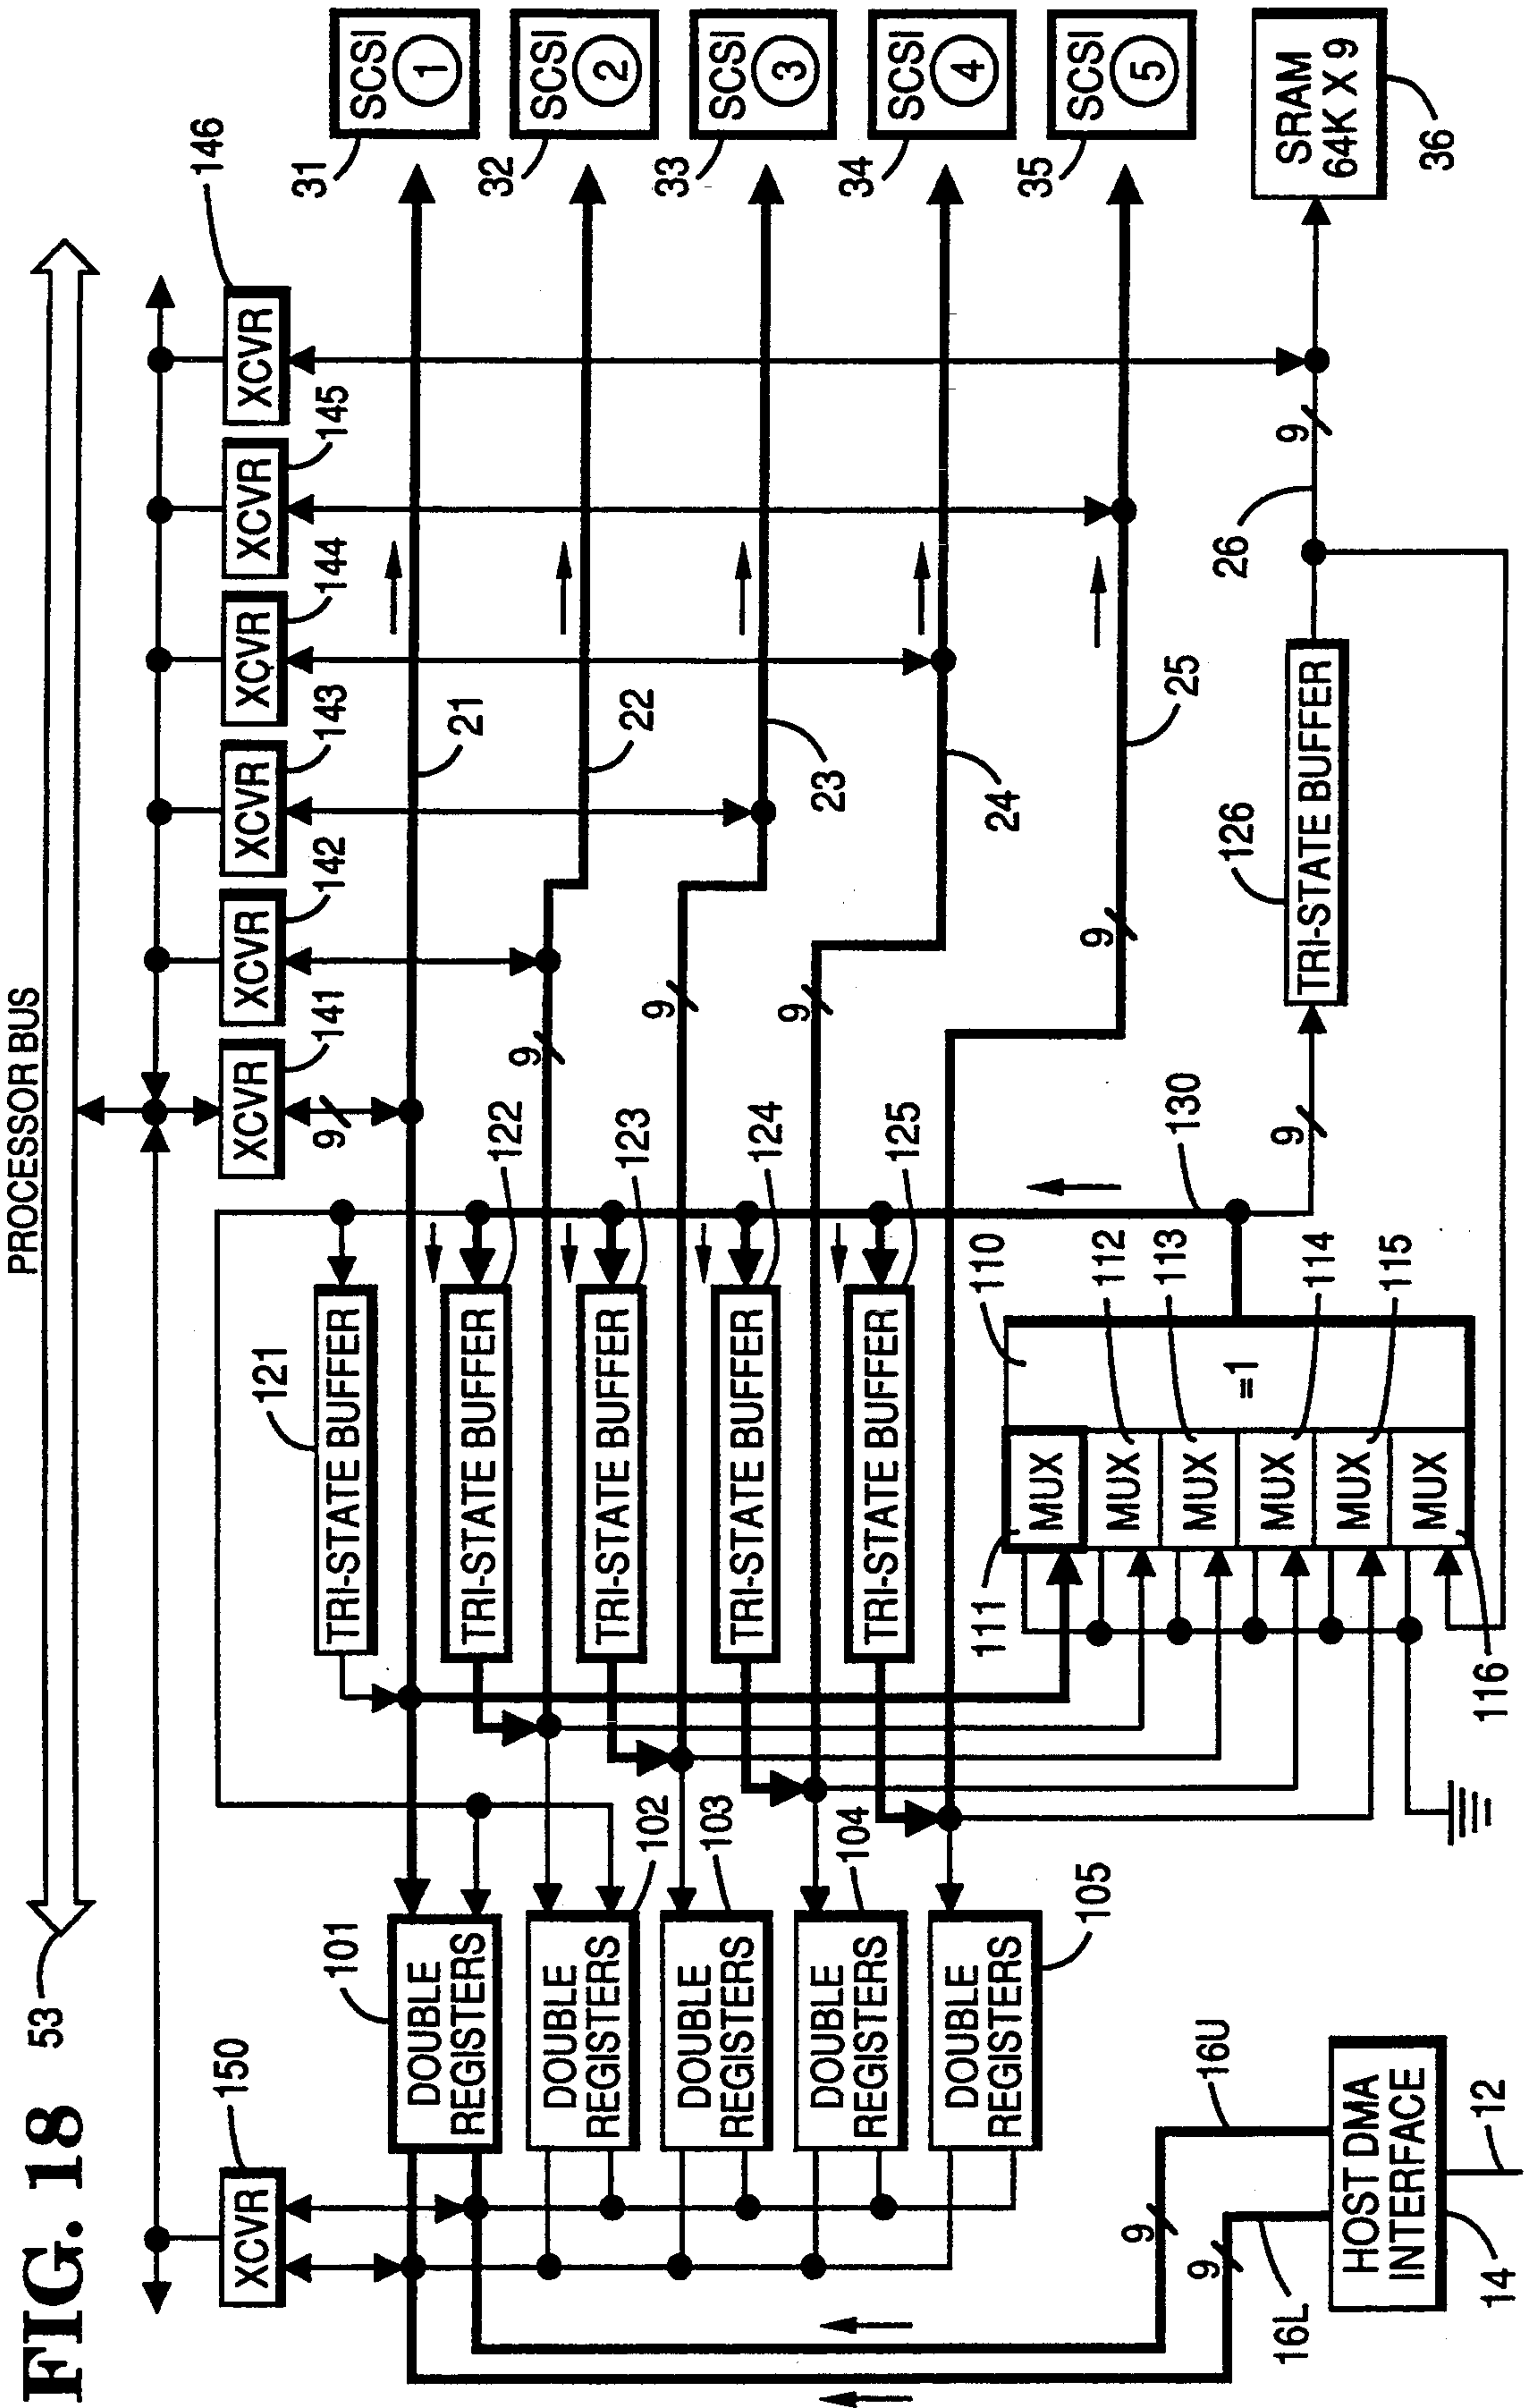 FIG. 18
PROCESSOR BUS
53
150
XCVR
XCVR
141
XCVR
142
XCVR
143
XCVR
144
XCVR
145
XCVR
146
9
101
DOUBLE
REGISTERS
121
TRI-STATE BUFFER
21
31
SCSI
1
DOUBLE
REGISTERS
102
TRI-STATE BUFFER
122
9
22
32
SCSI
2
DOUBLE
REGISTERS
103
TRI-STATE BUFFER
123
9
23
33
SCSI
3
DOUBLE
REGISTERS
104
TRI-STATE BUFFER
124
9
24
34
SCSI
4
DOUBLE
REGISTERS
105
TRI-STATE BUFFER
125
9
25
35
SCSI
5
110
130
111
MUX
MUX
112
MUX
113
MUX
114
MUX
115
MUX
116
=1
9
126
TRI-STATE BUFFER
26
9
SRAM
64K X 9
36
9
16U
9
16L
HOST DMA
INTERFACE
14
12